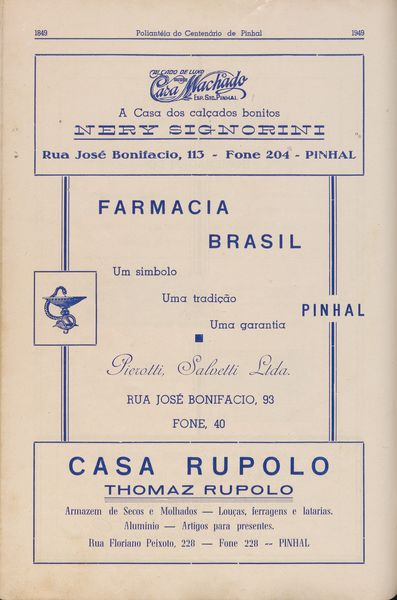 1849 Poliantéia do Centenário de Pinhal 1949
CALÇADO DE LUXO
Casa Machado
ESP. STO. PINHAL
A Casa dos calçados bonitos
NERY SIGNORINI
Rua José Bonifacio, 113 - Fone 204 - PINHAL
FARMACIA
BRASIL
Um simbolo
Uma tradição
Uma garantia
PINHAL
Pierotti, Salvetti Ltda.
RUA JOSÉ BONIFACIO, 93
FONE, 40
CASA RUPOLO
THOMAZ RUPOLO
Armazem de Secos e Molhados — Louças, ferragens e latarias.
Aluminio — Artigos para presentes.
Rua Floriano Peixoto, 228 — Fone 228 -- PINHAL